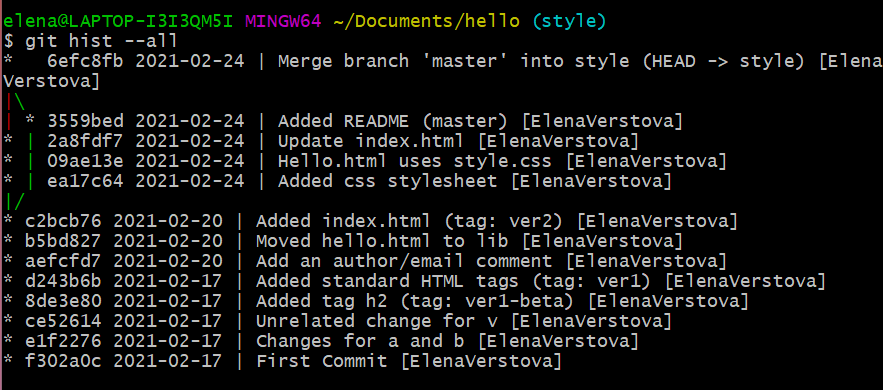 elena@LAPTOP-I3I3QM5I MINGW64 ~/Documents/hello (style)
$ git hist --all
*   6efc8fb 2021-02-24 | Merge branch 'master' into style (HEAD -> style) [Elena
Verstova]
|\
| * 3559bed 2021-02-24 | Added README (master) [ElenaVerstova]
* | 2a8fdf7 2021-02-24 | Update index.html [ElenaVerstova]
* | 09ae13e 2021-02-24 | Hello.html uses style.css [ElenaVerstova]
* | ea17c64 2021-02-24 | Added css stylesheet [ElenaVerstova]
|/
* c2bcb76 2021-02-20 | Added index.html (tag: ver2) [ElenaVerstova]
* b5bd827 2021-02-20 | Moved hello.html to lib [ElenaVerstova]
* aefcfd7 2021-02-20 | Add an author/email comment [ElenaVerstova]
* d243b6b 2021-02-17 | Added standard HTML tags (tag: ver1) [ElenaVerstova]
* 8de3e80 2021-02-17 | Added tag h2 (tag: ver1-beta) [ElenaVerstova]
* ce52614 2021-02-17 | Unrelated change for v [ElenaVerstova]
* e1f2276 2021-02-17 | Changes for a and b [ElenaVerstova]
* f302a0c 2021-02-17 | First Commit [ElenaVerstova]